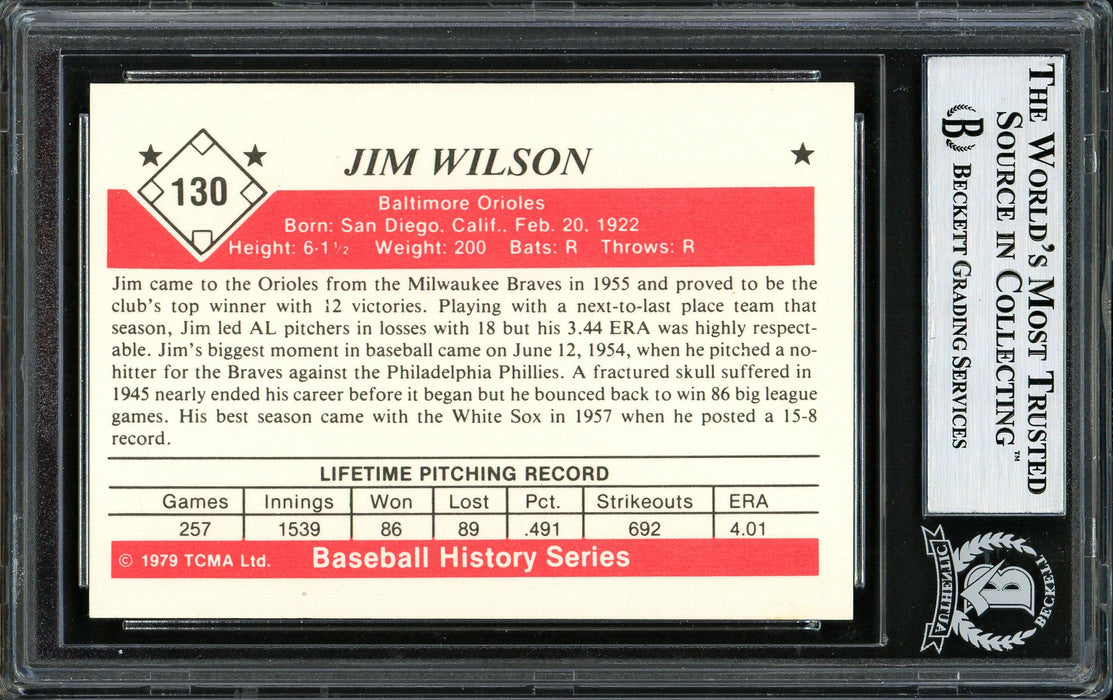 JIM WILSON
130
Baltimore Orioles
Born: San Diego, Calif., Feb. 20, 1922
Height: 6-1 1/2 Weight: 200 Bats: R Throws: R
Jim came to the Orioles from the Milwaukee Braves in 1955 and proved to be the
club's top winner with 12 victories. Playing with a next-to-last place team that
season, Jim led AL pitchers in losses with 18 but his 3.44 ERA was highly respect-
able. Jim's biggest moment in baseball came on June 12, 1954, when he pitched a no-
hitter for the Braves against the Philadelphia Phillies. A fractured skull suffered in
1945 nearly ended his career before it began but he bounced back to win 86 big league
games. His best season came with the White Sox in 1957 when he posted a 15-8
record.
LIFETIME PITCHING RECORD
Games Innings Won Lost Pct. Strikeouts ERA
257 1539 86 89 .491 692 4.01
© 1979 TCMA Ltd. Baseball History Series
THE WORLD'S MOST TRUSTED
SOURCE IN COLLECTING™
B BECKETT GRADING SERVICES
AUTHENTIC
B
BECKETT